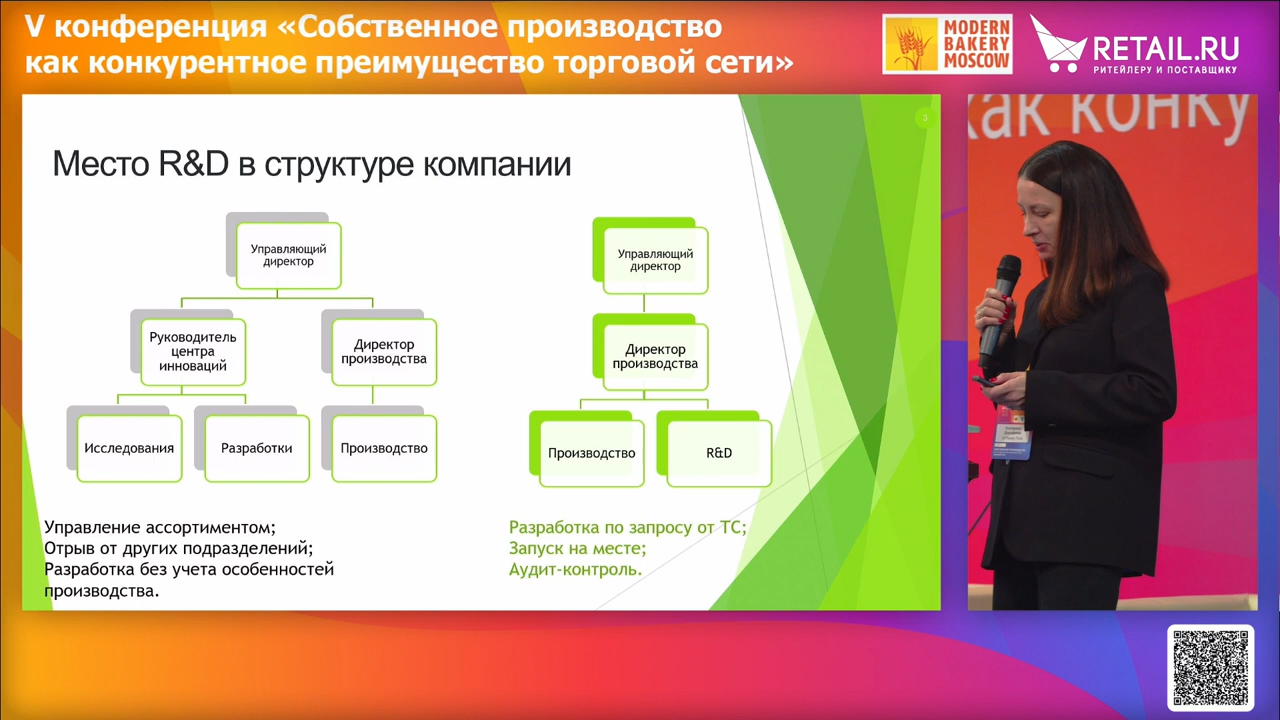 V конференция «Собственное производство
как конкурентное преимущество торговой сети»
MODERN
BAKERY
MOSCOW
RETAIL.RU
РИТЕЙЛЕРУ И ПОСТАВЩИКУ
3
Место R&D в структуре компании
Управляющий
директор
Руководитель
центра
инноваций
Директор
производства
Исследования
Разработки
Производство
Управляющий
директор
Директор
производства
Производство
R&D
Управление ассортиментом;
Отрыв от других подразделений;
Разработка без учета особенностей
производства.
Разработка по запросу от ТС;
Запуск на месте;
Аудит-контроль.
как конку